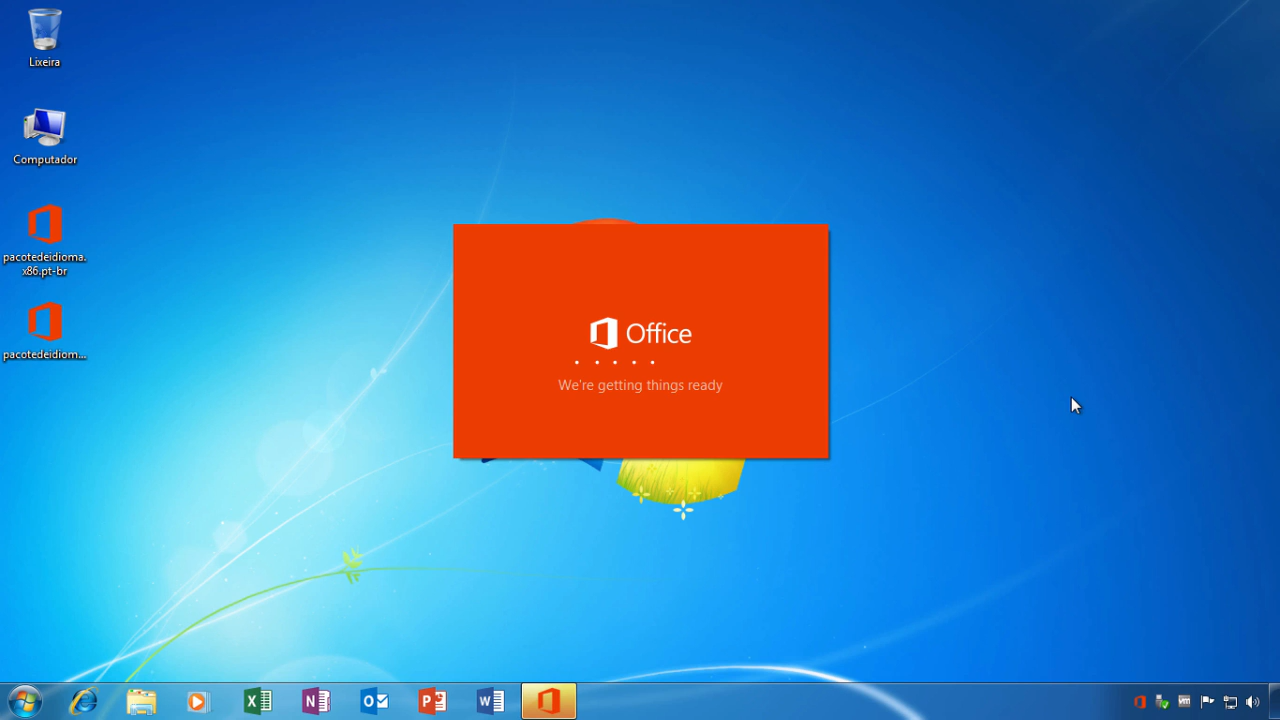 Lixeira
Computador
pacotedeidioma.
x86.pt-br
pacotedeidiom...
Office
We're getting things ready